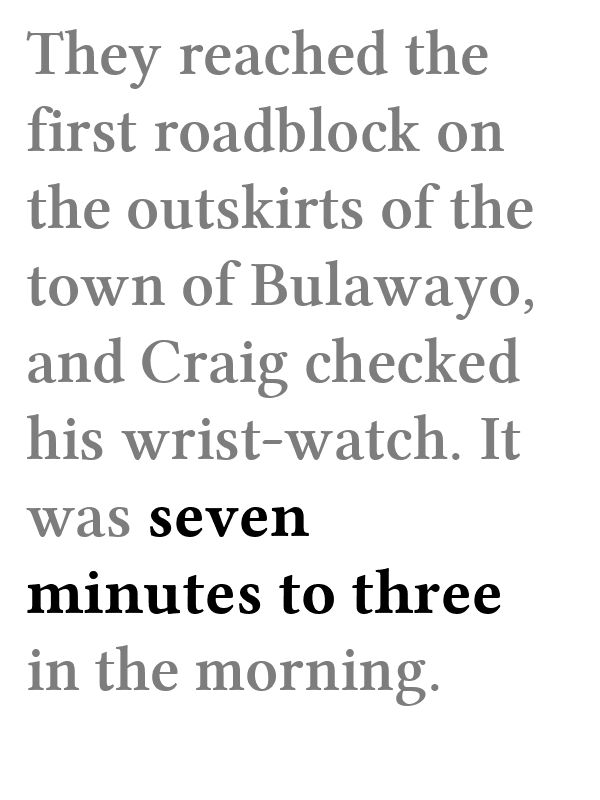 They reached the
first roadblock on
the outskirts of the
town of Bulawayo,
and Craig checked
his wrist-watch. It
was seven
minutes to three
in the morning.